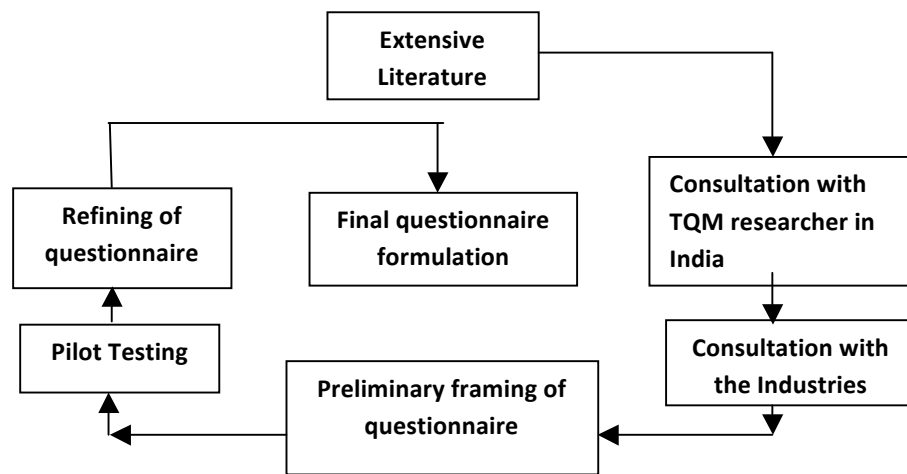 Extensive
Literature
Consultation with
TQM researcher in
India
Consultation with
the Industries
Preliminary framing of
questionnaire
Pilot Testing
Refining of
questionnaire
Final questionnaire
formulation